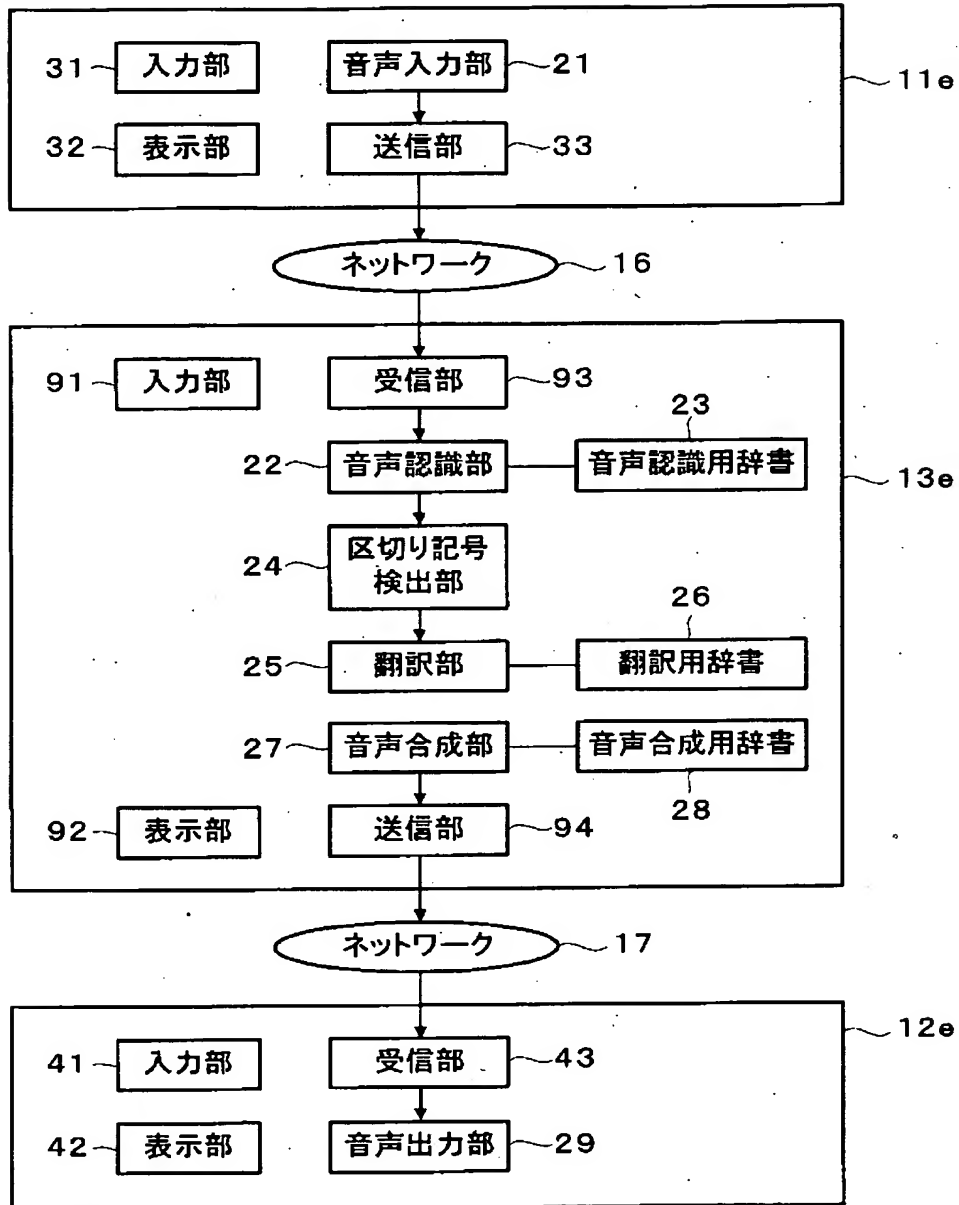 31 入力部 音声入力部 21 11e
32 表示部 送信部 33
ネットワーク 16
91 入力部 受信部 93
23
22 音声認識部 音声認識用辞書 13e
24 区切り記号
検出部
26
25 翻訳部 翻訳用辞書
27 音声合成部 音声合成用辞書
28
92 表示部 送信部 94
ネットワーク 17
12e
41 入力部 受信部 43
42 表示部 音声出力部 29